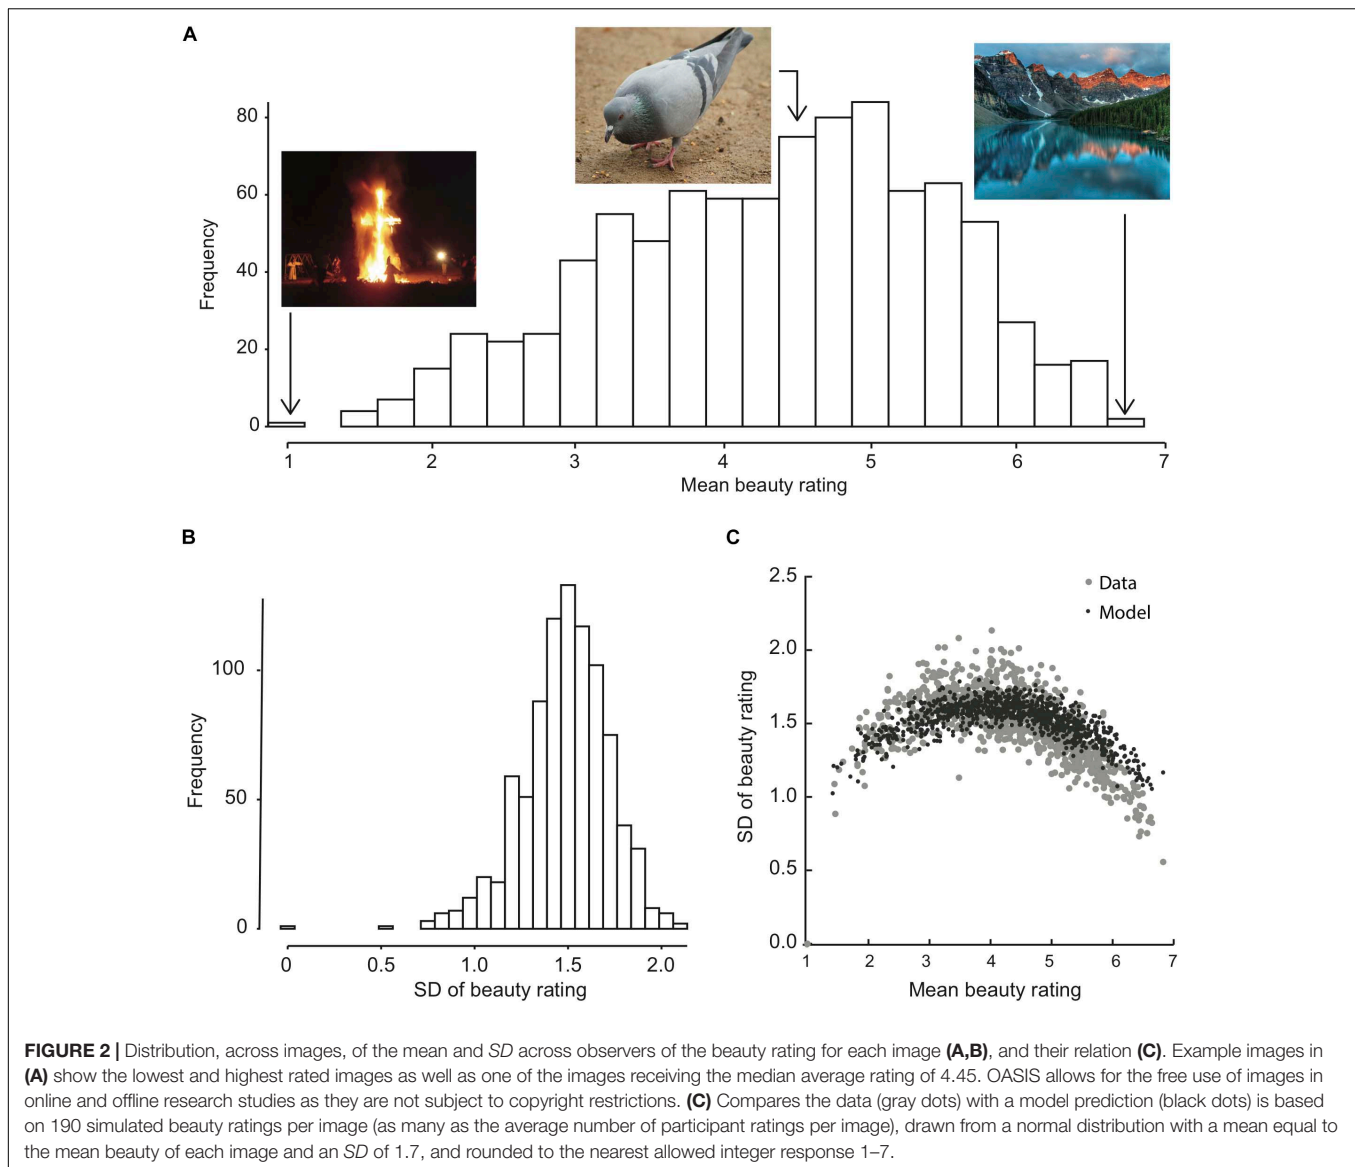 A
Frequency
80
60
40
20
0
1 2 3 4 5 6 7
Mean beauty rating
B
Frequency
100
50
0
0 0.5 1.0 1.5 2.0
SD of beauty rating
C
SD of beauty rating
2.5
2.0
1.5
1.0
0.5
0.0
Data
Model
1 2 3 4 5 6 7
Mean beauty rating
FIGURE 2 | Distribution, across images, of the mean and SD across observers of the beauty rating for each image (A,B), and their relation (C). Example images in
(A) show the lowest and highest rated images as well as one of the images receiving the median average rating of 4.45. OASIS allows for the free use of images in
online and offline research studies as they are not subject to copyright restrictions. (C) Compares the data (gray dots) with a model prediction (black dots) is based
on 190 simulated beauty ratings per image (as many as the average number of participant ratings per image), drawn from a normal distribution with a mean equal to
the mean beauty of each image and an SD of 1.7, and rounded to the nearest allowed integer response 1–7.